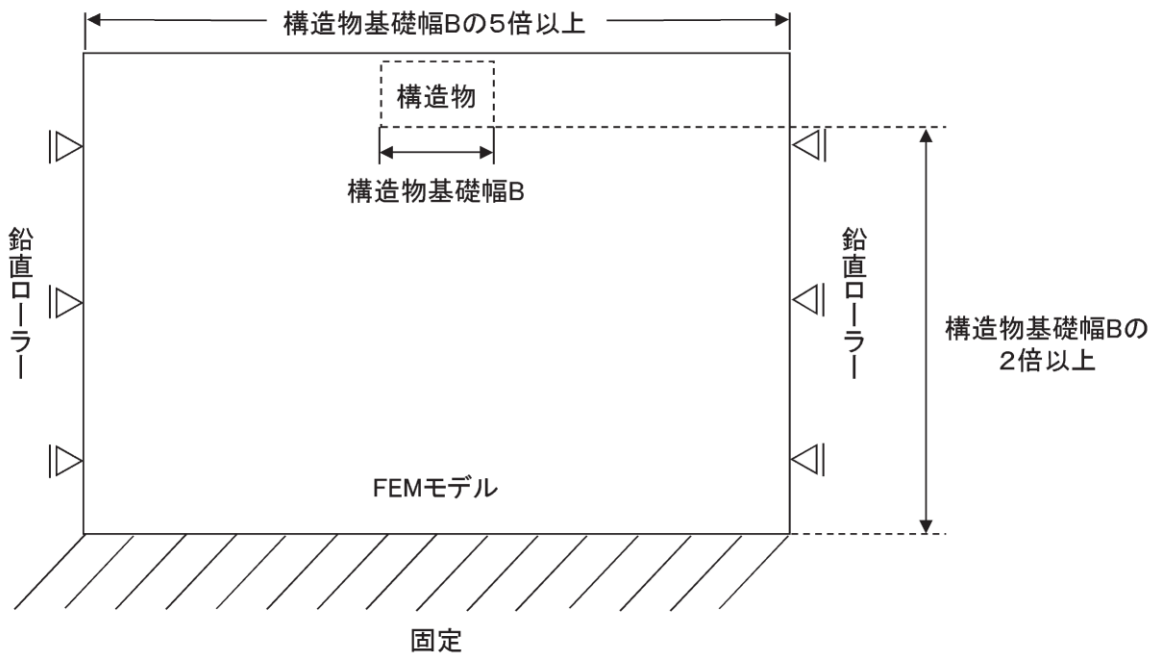 構造物基礎幅Bの5倍以上
構造物
構造物基礎幅B
鉛直ローラー
鉛直ローラー
構造物基礎幅Bの
2倍以上
FEMモデル
固定